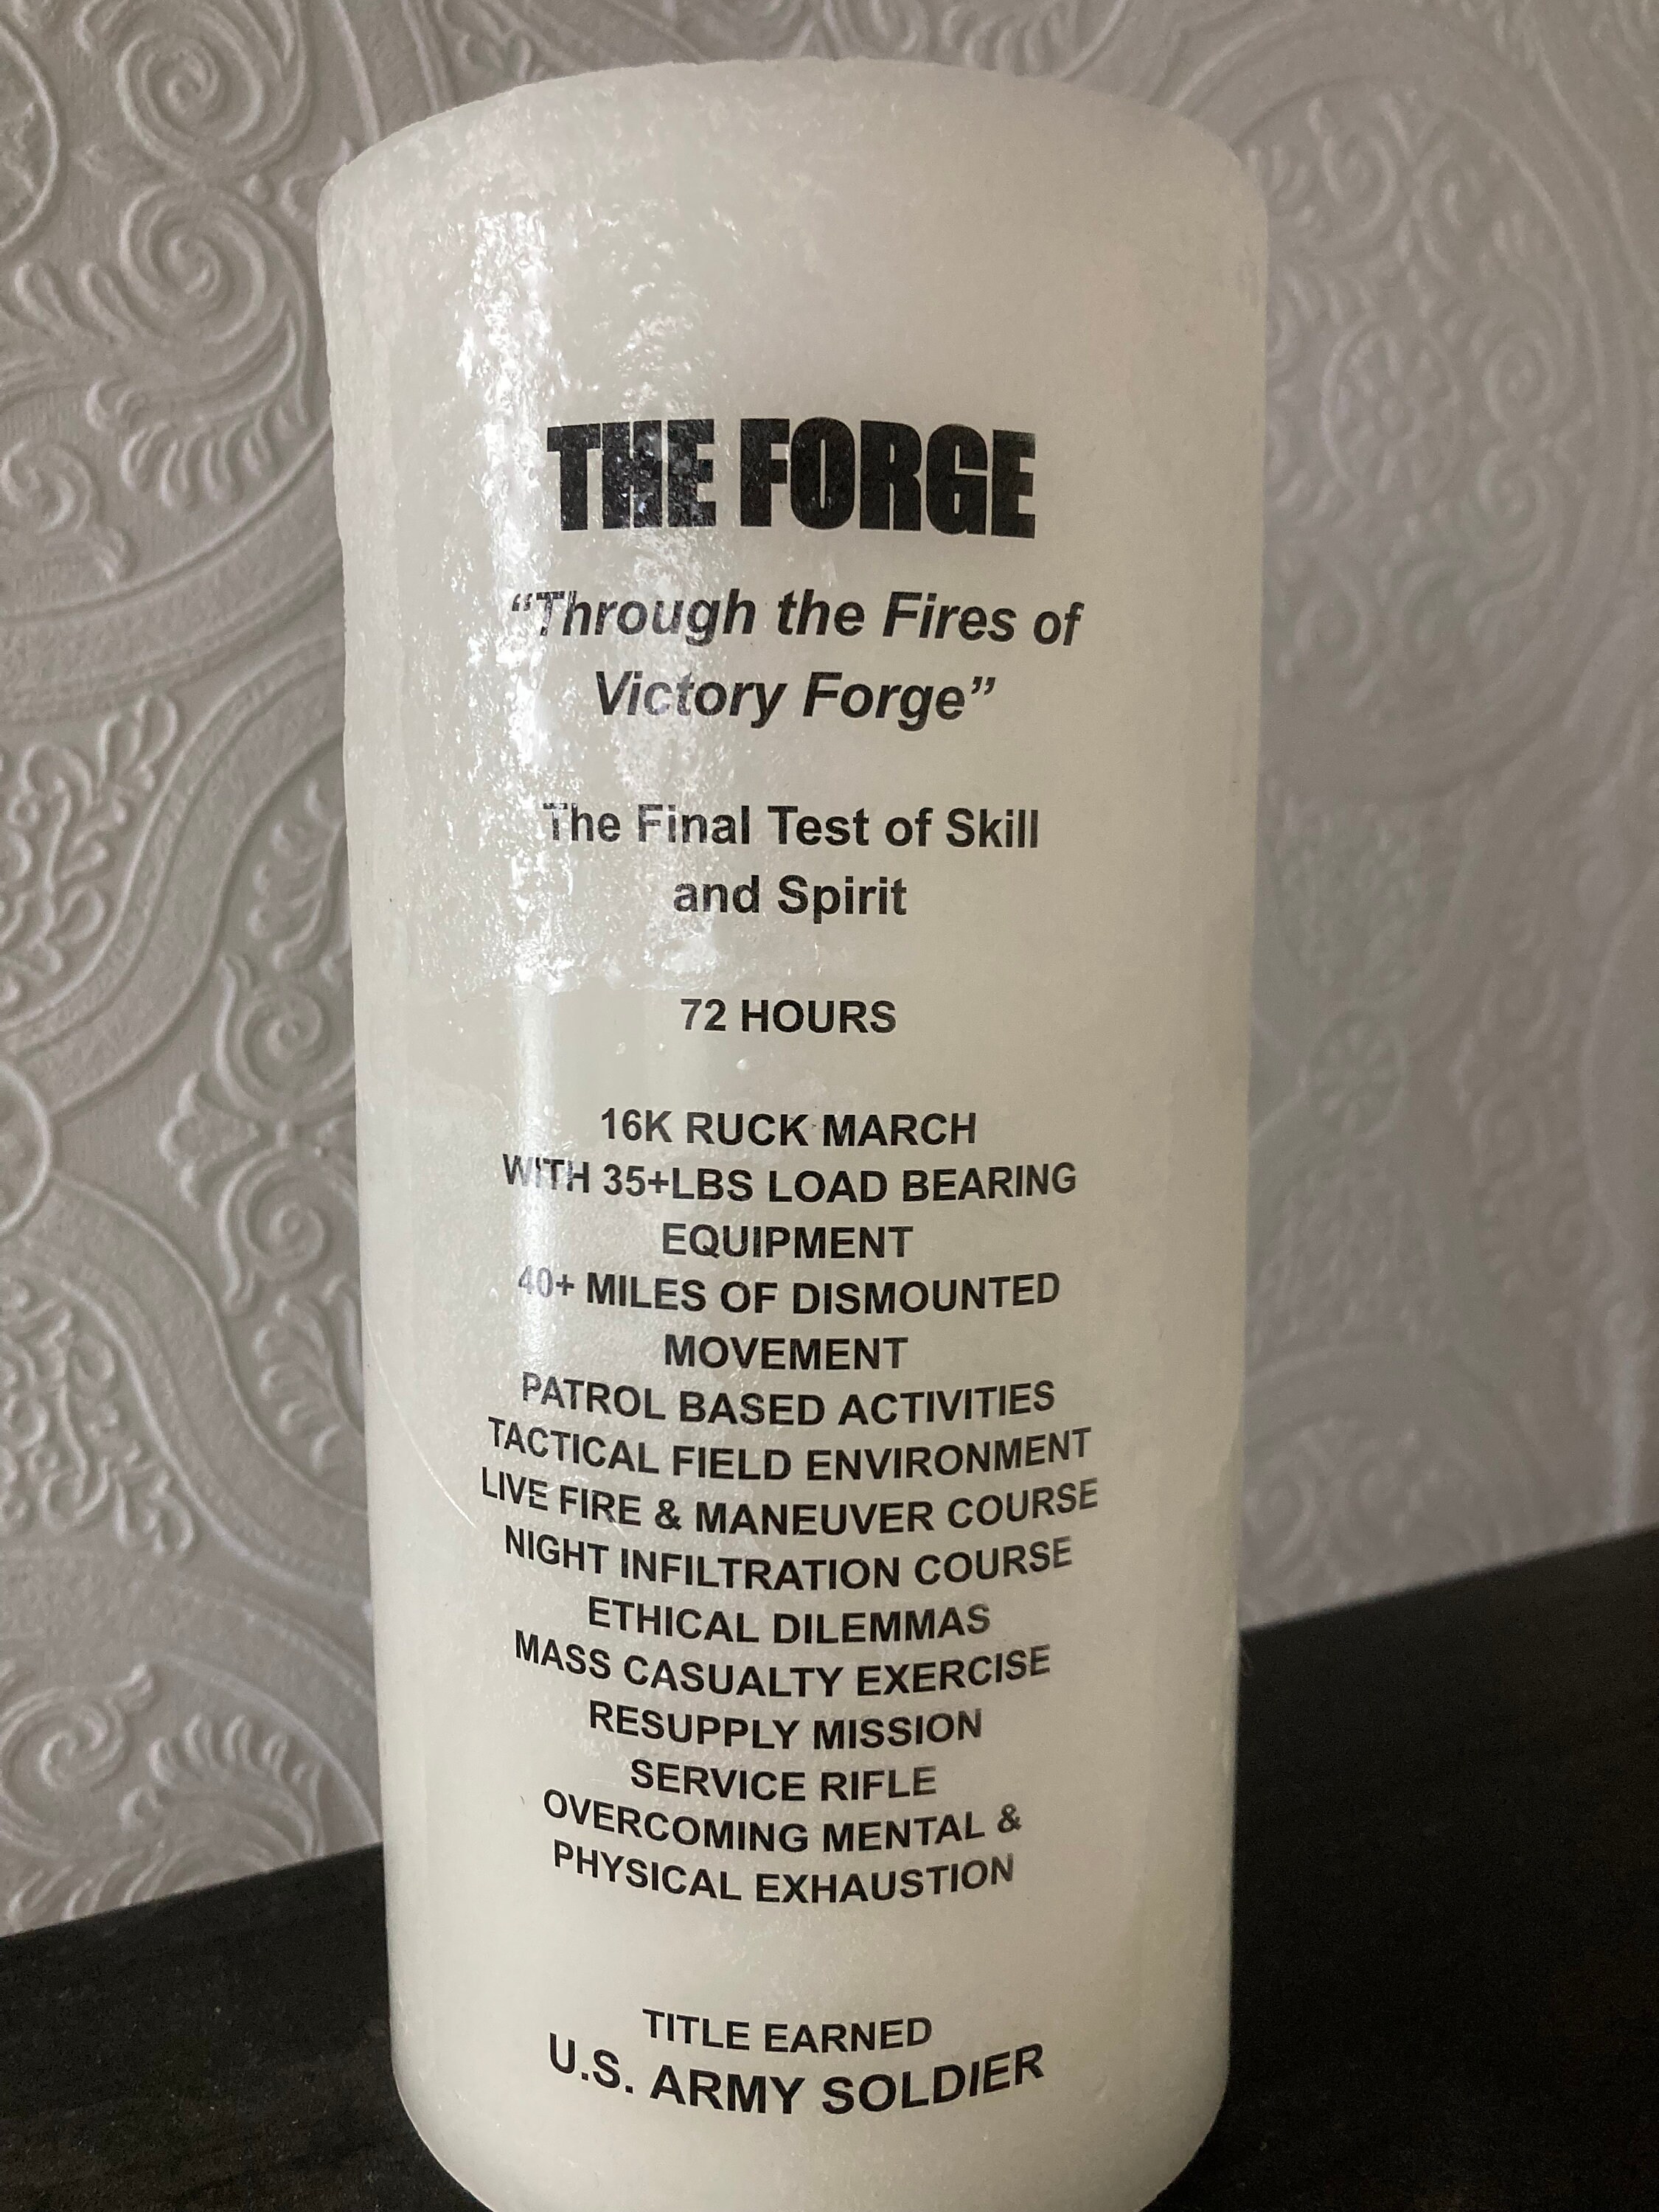 THE FORGE
“Through the Fires of
Victory Forge”
The Final Test of Skill
and Spirit
72 HOURS
16K RUCK MARCH
WITH 35+LBS LOAD BEARING
EQUIPMENT
40+ MILES OF DISMOUNTED
MOVEMENT
PATROL BASED ACTIVITIES
TACTICAL FIELD ENVIRONMENT
LIVE FIRE & MANEUVER COURSE
NIGHT INFILTRATION COURSE
ETHICAL DILEMMAS
MASS CASUALTY EXERCISE
RESUPPLY MISSION
SERVICE RIFLE
OVERCOMING MENTAL &
PHYSICAL EXHAUSTION
TITLE EARNED
U.S. ARMY SOLDIER